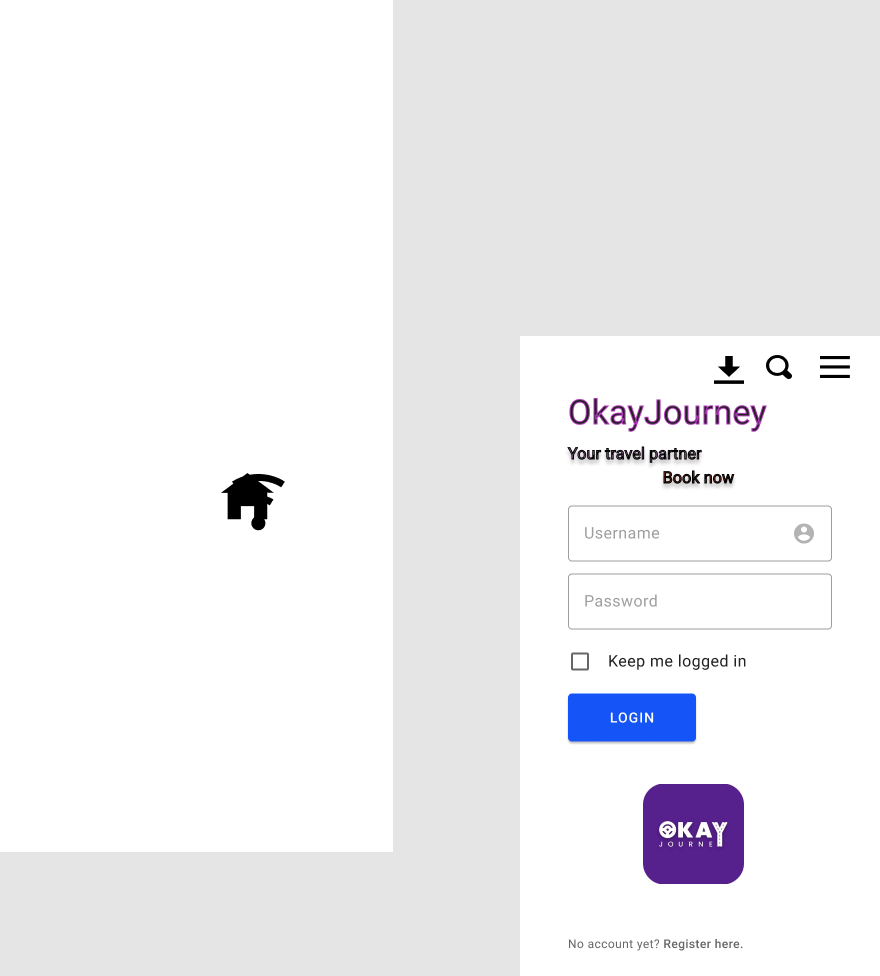 OkayJourney
Your travel partner
Book now
Username
Password
Keep me logged in
LOGIN
OKAY
JOURNE
No account yet? Register here.